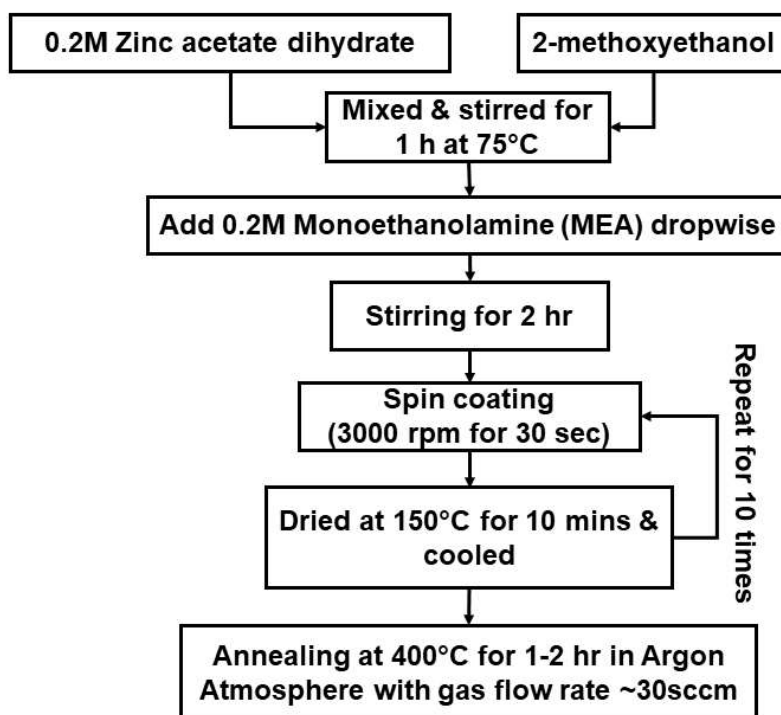 0.2M Zinc acetate dihydrate
2-methoxyethanol
Mixed & stirred for
1 h at 75°C
Add 0.2M Monoethanolamine (MEA) dropwise
Stirring for 2 hr
Spin coating
(3000 rpm for 30 sec)
Repeat for 10 times
Dried at 150°C for 10 mins &
cooled
Annealing at 400°C for 1-2 hr in Argon
Atmosphere with gas flow rate ~30sccm